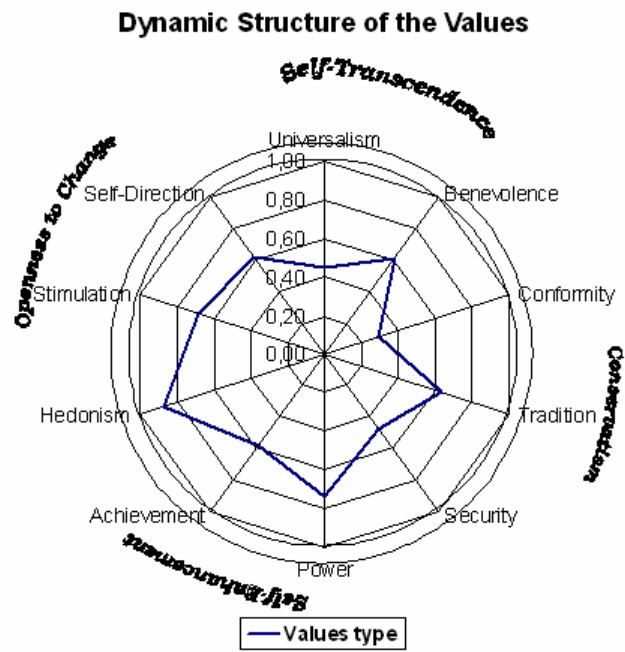 Dynamic Structure of the Values
Self-Transcendence
Openness to Change
Universalism
1,00
Self-Direction
Benevolence
0,80
0,60
0,40
Stimulation
Conformity
0,20
0,00
Conservatism
Hedonism
Tradition
Achievement
Security
Self-Enhancement
Power
Values type